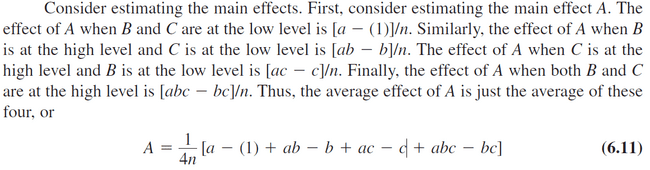 Consider estimating the main effects. First, consider estimating the main effect A. The
effect of A when B and C are at the low level is [a − (1)]/n. Similarly, the effect of A when B
is at the high level and C is at the low level is [ab − b]/n. The effect of A when C is at the
high level and B is at the low level is [ac − c]/n. Finally, the effect of A when both B and C
are at the high level is [abc − bc]/n. Thus, the average effect of A is just the average of these
four, or
A = 1/4n [a − (1) + ab − b + ac − c + abc − bc] (6.11)